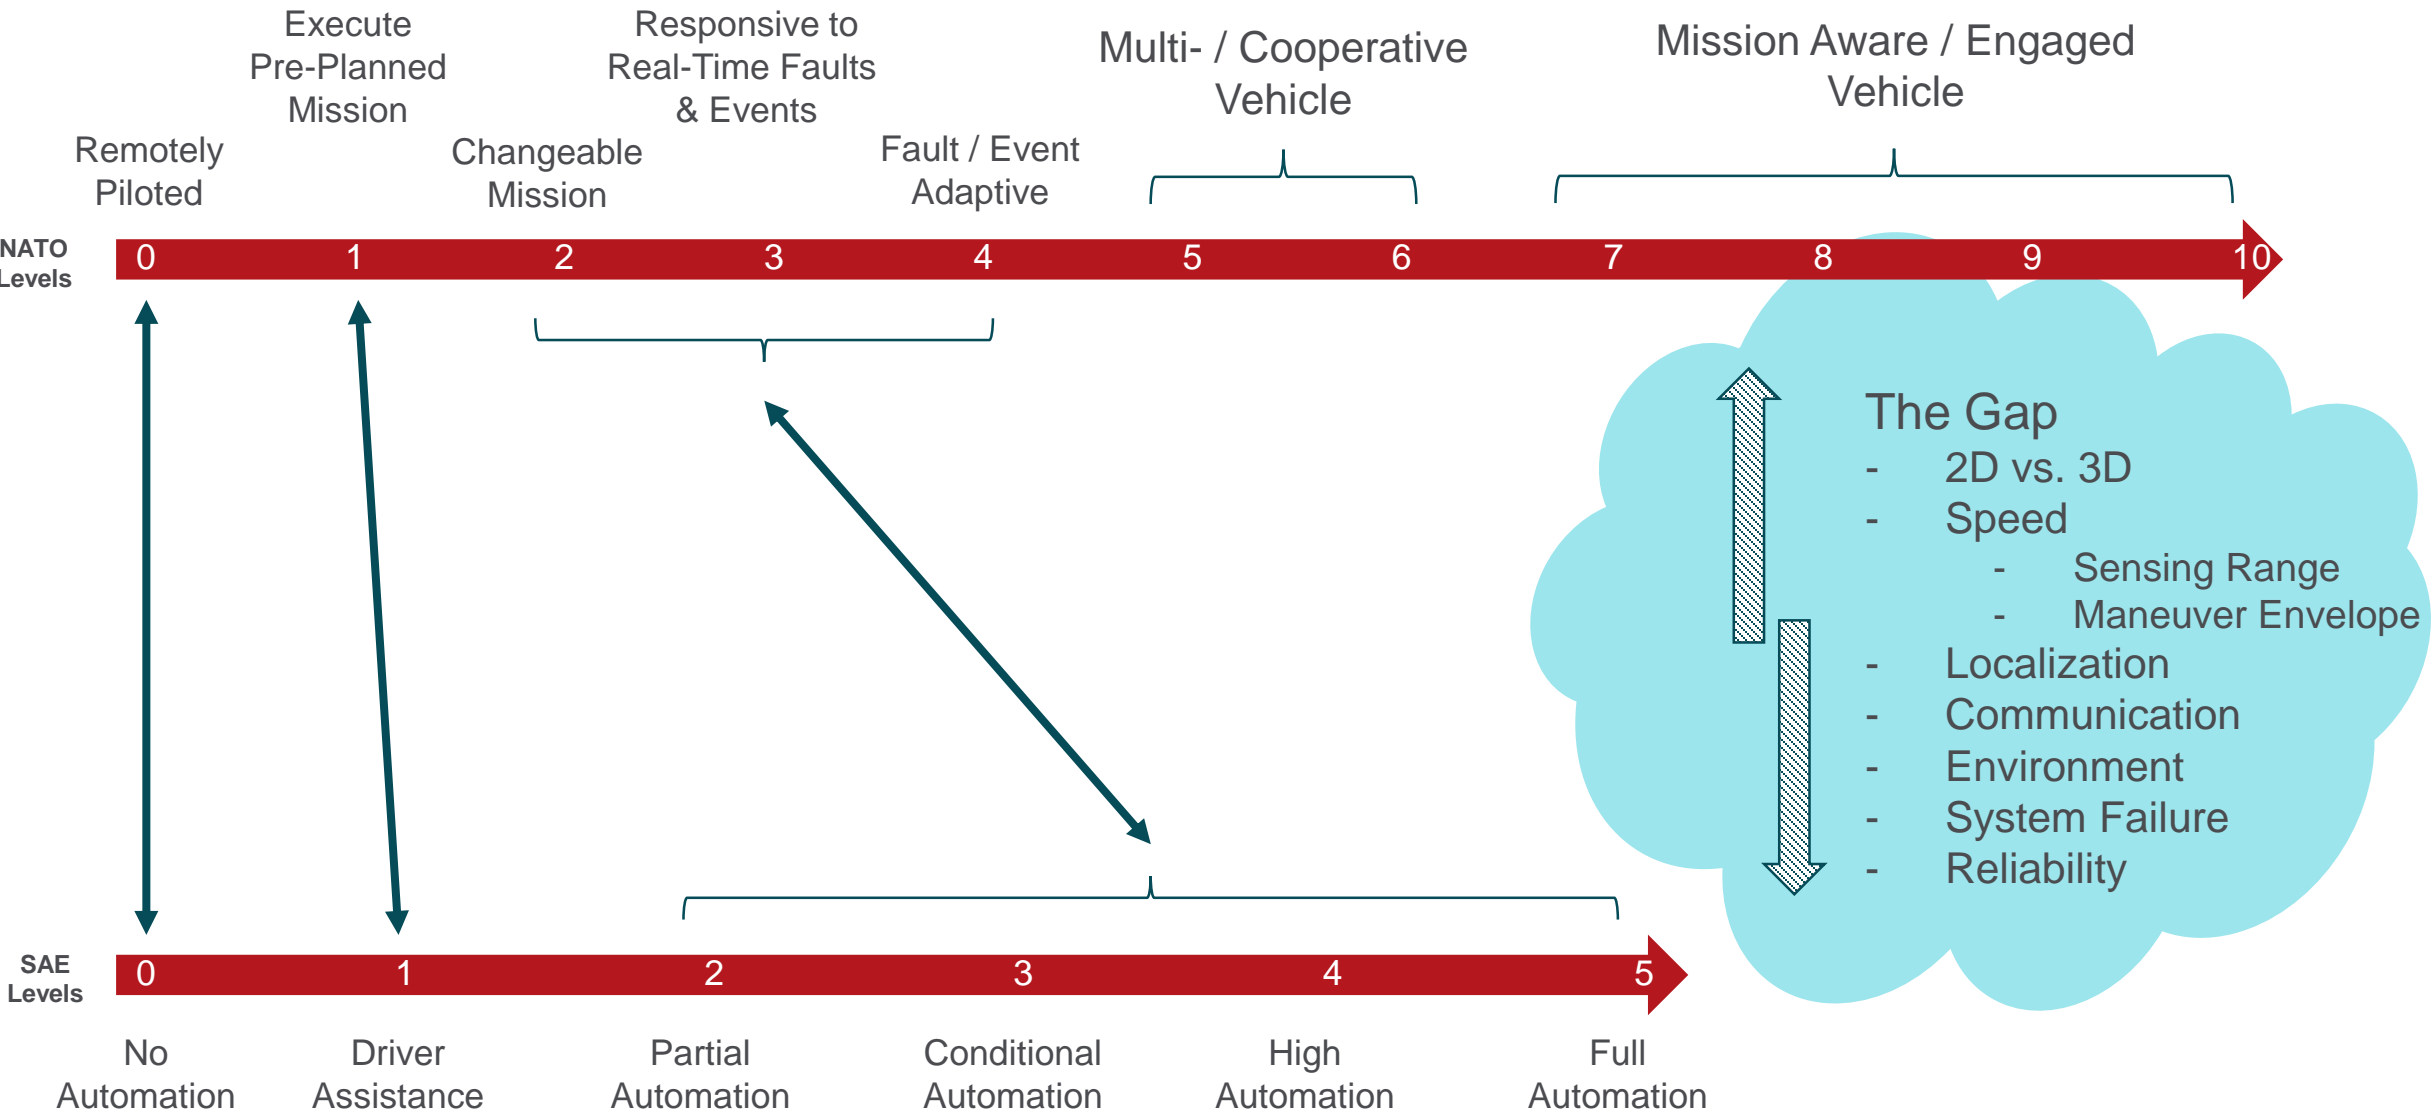 Execute
Pre-Planned
Mission
Responsive to
Real-Time Faults
& Events
Multi- / Cooperative
Vehicle
Mission Aware / Engaged
Vehicle
Remotely
Piloted
Changeable
Mission
Fault / Event
Adaptive
NATO
Levels
0 1 2 3 4 5 6 7 8 9 10
The Gap
- 2D vs. 3D
- Speed
- Sensing Range
- Maneuver Envelope
- Localization
- Communication
- Environment
- System Failure
- Reliability
SAE
Levels
0 1 2 3 4 5
No
Automation
Driver
Assistance
Partial
Automation
Conditional
Automation
High
Automation
Full
Automation